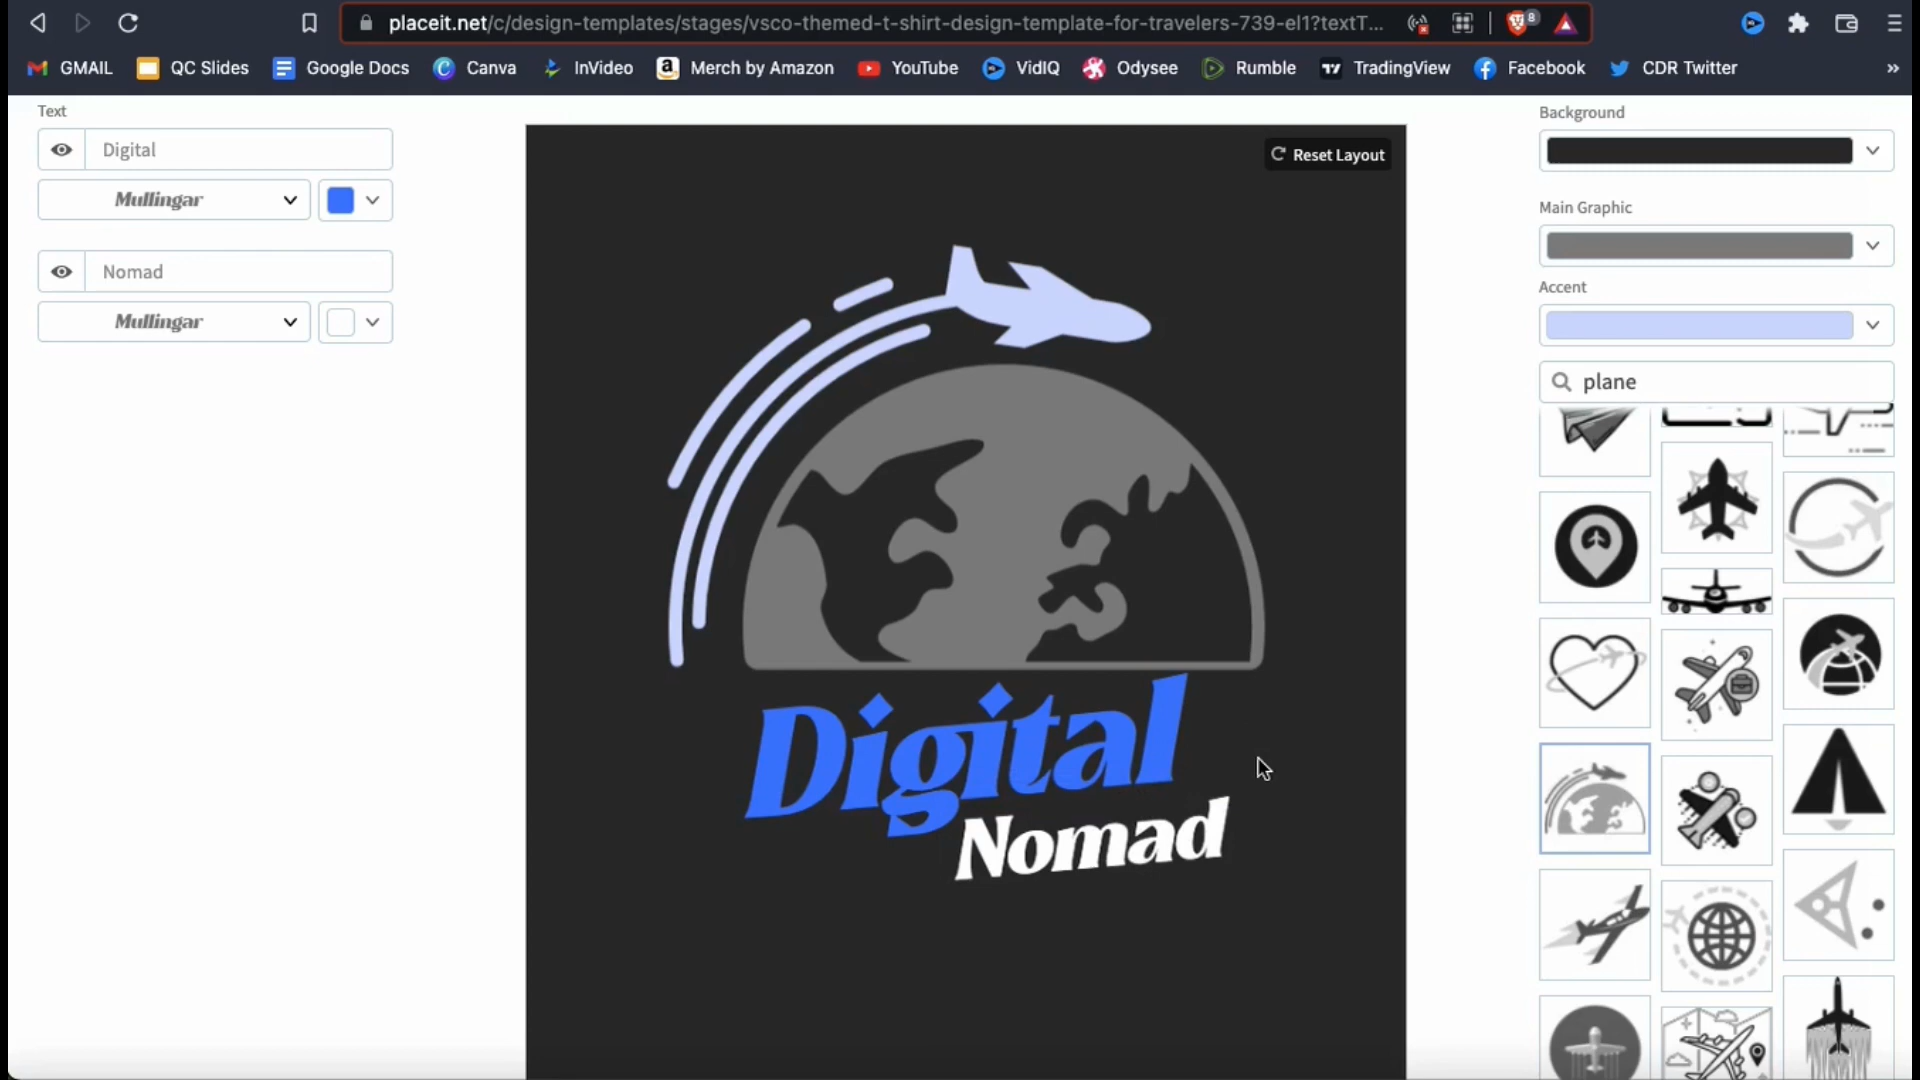 placeit.net/c/design-templates/stages/vsco-themed-t-shirt-design-template-for-travelers-739-el1?textT...
8
GMAIL QC Slides Google Docs Canva InVideo Merch by Amazon YouTube VidIQ Odysee Rumble TradingView Facebook CDR Twitter »
Text
Digital
Mullingar
Nomad
Mullingar
Reset Layout
Digital
Nomad
Background
Main Graphic
Accent
plane